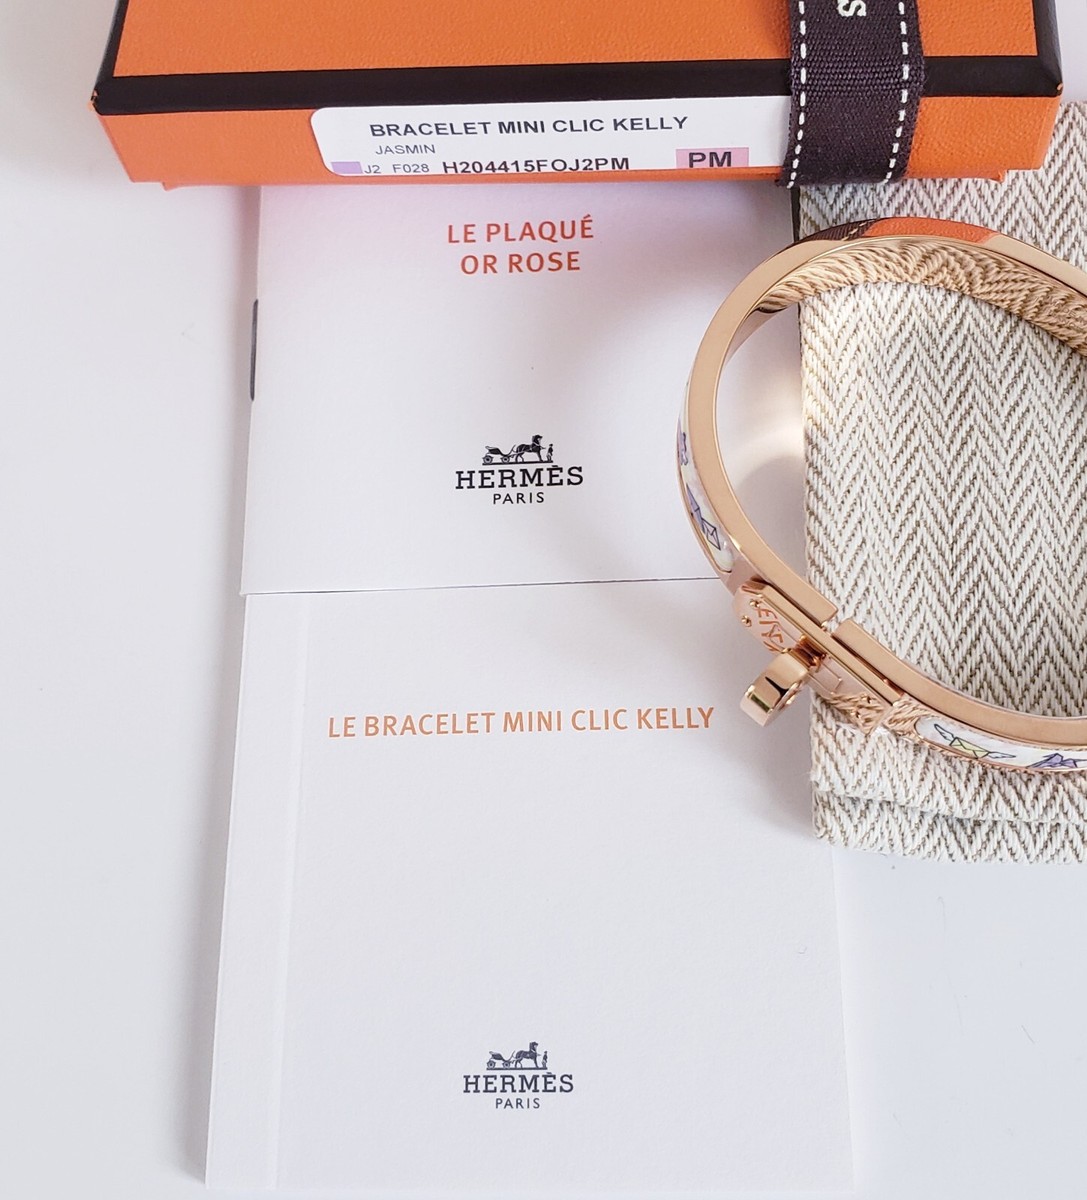 S
BRACELET MINI CLIC KELLY
JASMIN
J2 F028 H204415FOJ2PM PM
LE PLAQUÉ
OR ROSE
HERMÈS
PARIS
LE BRACELET MINI CLIC KELLY
HERMÈS
PARIS